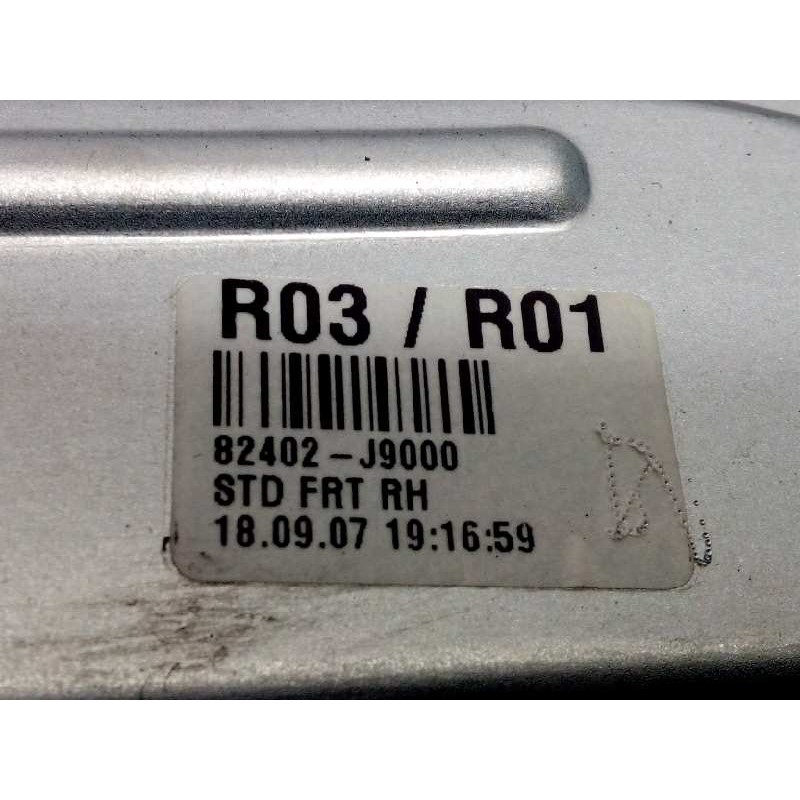 R03 / R01
82402-J9000
STD FRT RH
18.09.07 19:16:59